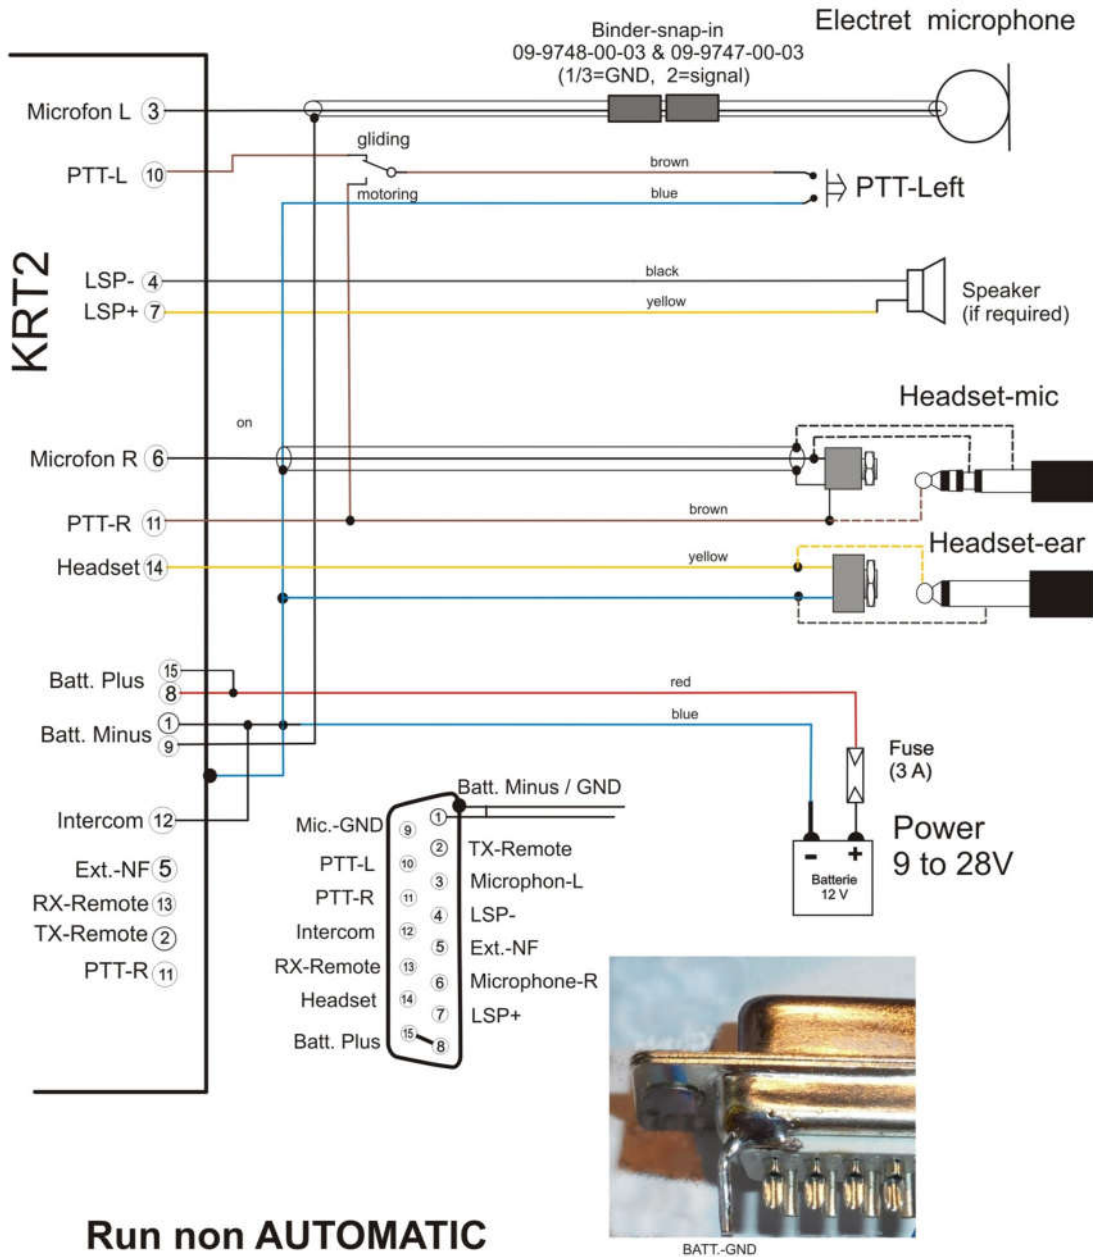 Electret microphone
Binder-snap-in
09-9748-00-03 & 09-9747-00-03
(1/3=GND, 2=signal)
Microfon L 3
gliding
PTT-L 10
brown
motoring
blue
PTT-Left
KRT2
LSP- 4
black
LSP+ 7
yellow
Speaker
(if required)
Headset-mic
on
Microfon R 6
PTT-R 11
brown
Headset 14
yellow
Headset-ear
Batt. Plus
15
8
red
Batt. Minus
1
9
blue
Fuse
(3 A)
Intercom 12
Power
9 to 28V
- +
Batterie
12 V
Ext.-NF 5
RX-Remote 13
TX-Remote 2
PTT-R 11
Batt. Minus / GND
1
Mic.-GND 9
2 TX-Remote
PTT-L 10
3 Microphon-L
PTT-R 11
4 LSP-
Intercom 12
5 Ext.-NF
RX-Remote 13
6 Microphone-R
Headset 14
7 LSP+
Batt. Plus 15
8
BATT.-GND
Run non AUTOMATIC